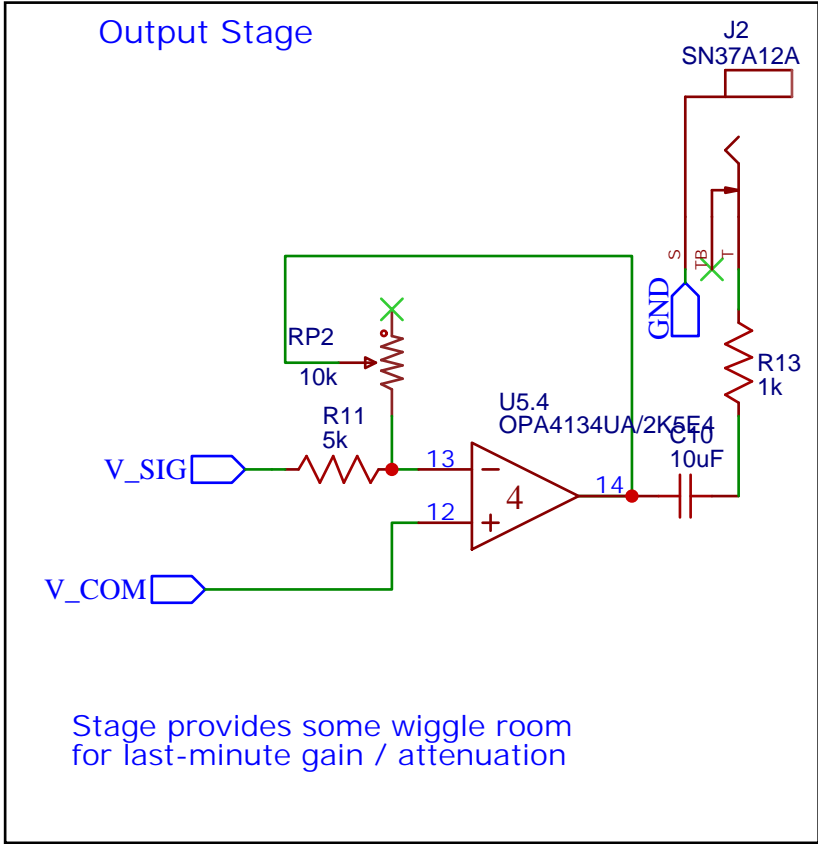 Output Stage
J2
SN37A12A
S
TB
T
GND
RP2
10k
R13
1k
U5.4
OPA4134UA/2K5E4
R11
5k
C10
10uF
V_SIG
13
14
4
12
V_COM
Stage provides some wiggle room
for last-minute gain / attenuation